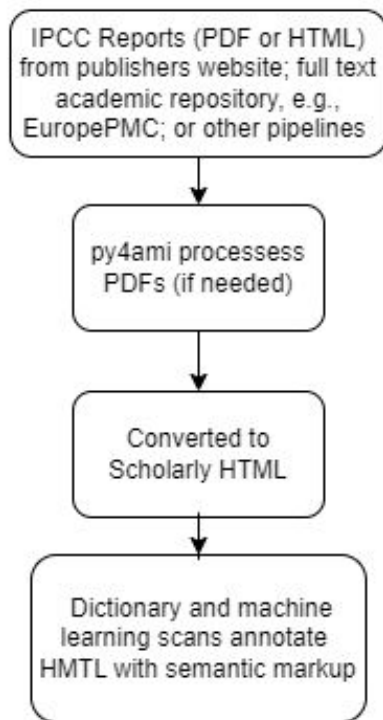 IPCC Reports (PDF or HTML)
from publishers website; full text
academic repository, e.g.,
EuropePMC; or other pipelines
py4ami processess
PDFs (if needed)
Converted to
Scholarly HTML
Dictionary and machine
learning scans annotate
HMTL with semantic markup